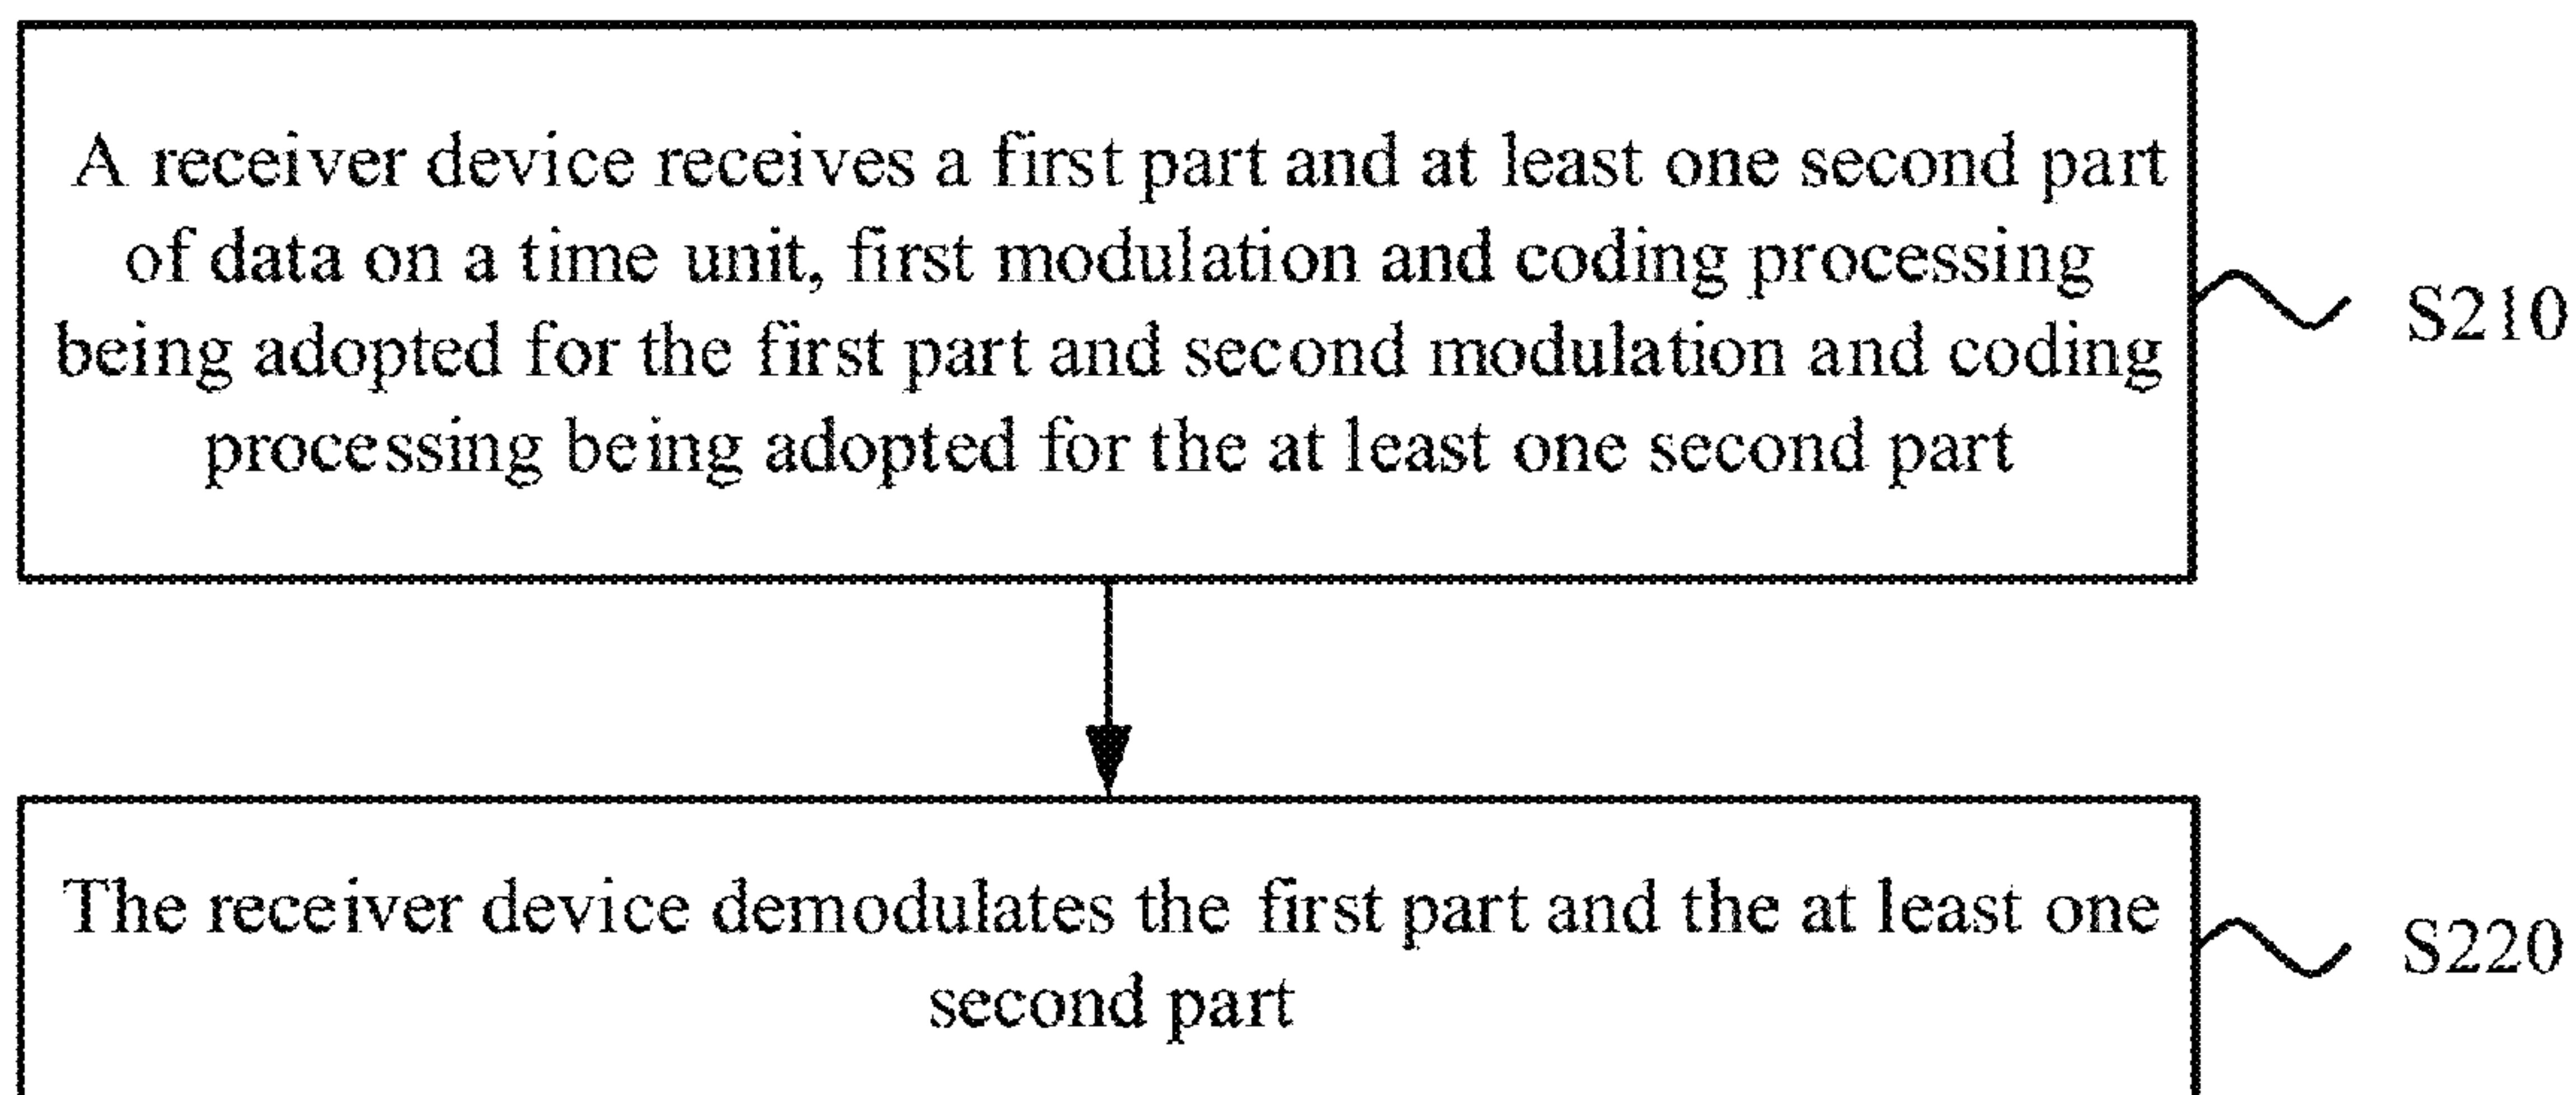 A receiver device receives a first part and at least one second part
of data on a time unit, first modulation and coding processing
being adopted for the first part and second modulation and coding
processing being adopted for the at least one second part
S210
The receiver device demodulates the first part and the at least one
second part
S220